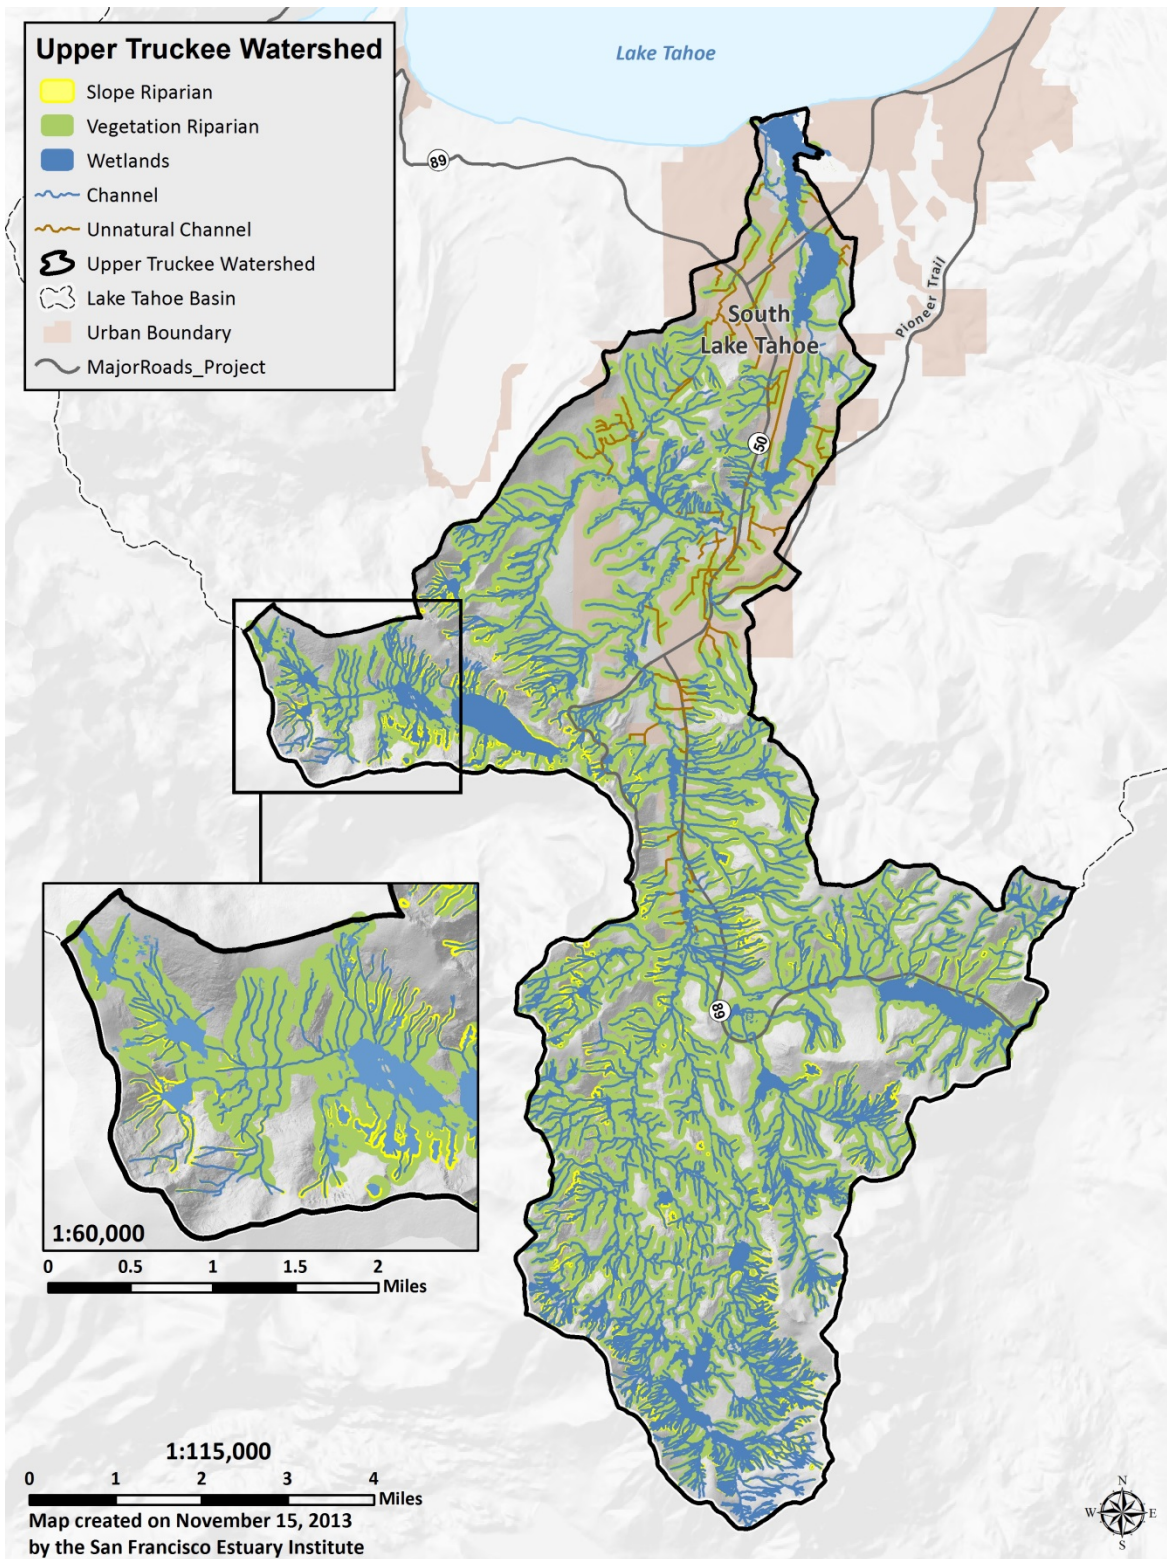 Upper Truckee Watershed
Slope Riparian
Vegetation Riparian
Wetlands
Channel
Unnatural Channel
Upper Truckee Watershed
Lake Tahoe Basin
Urban Boundary
MajorRoads_Project
Lake Tahoe
89
Pioneer Trail
South
Lake Tahoe
50
89
1:60,000
0 0.5 1 1.5 2
Miles
1:115,000
0 1 2 3 4
Miles
Map created on November 15, 2013
by the San Francisco Estuary Institute
N
W E
S